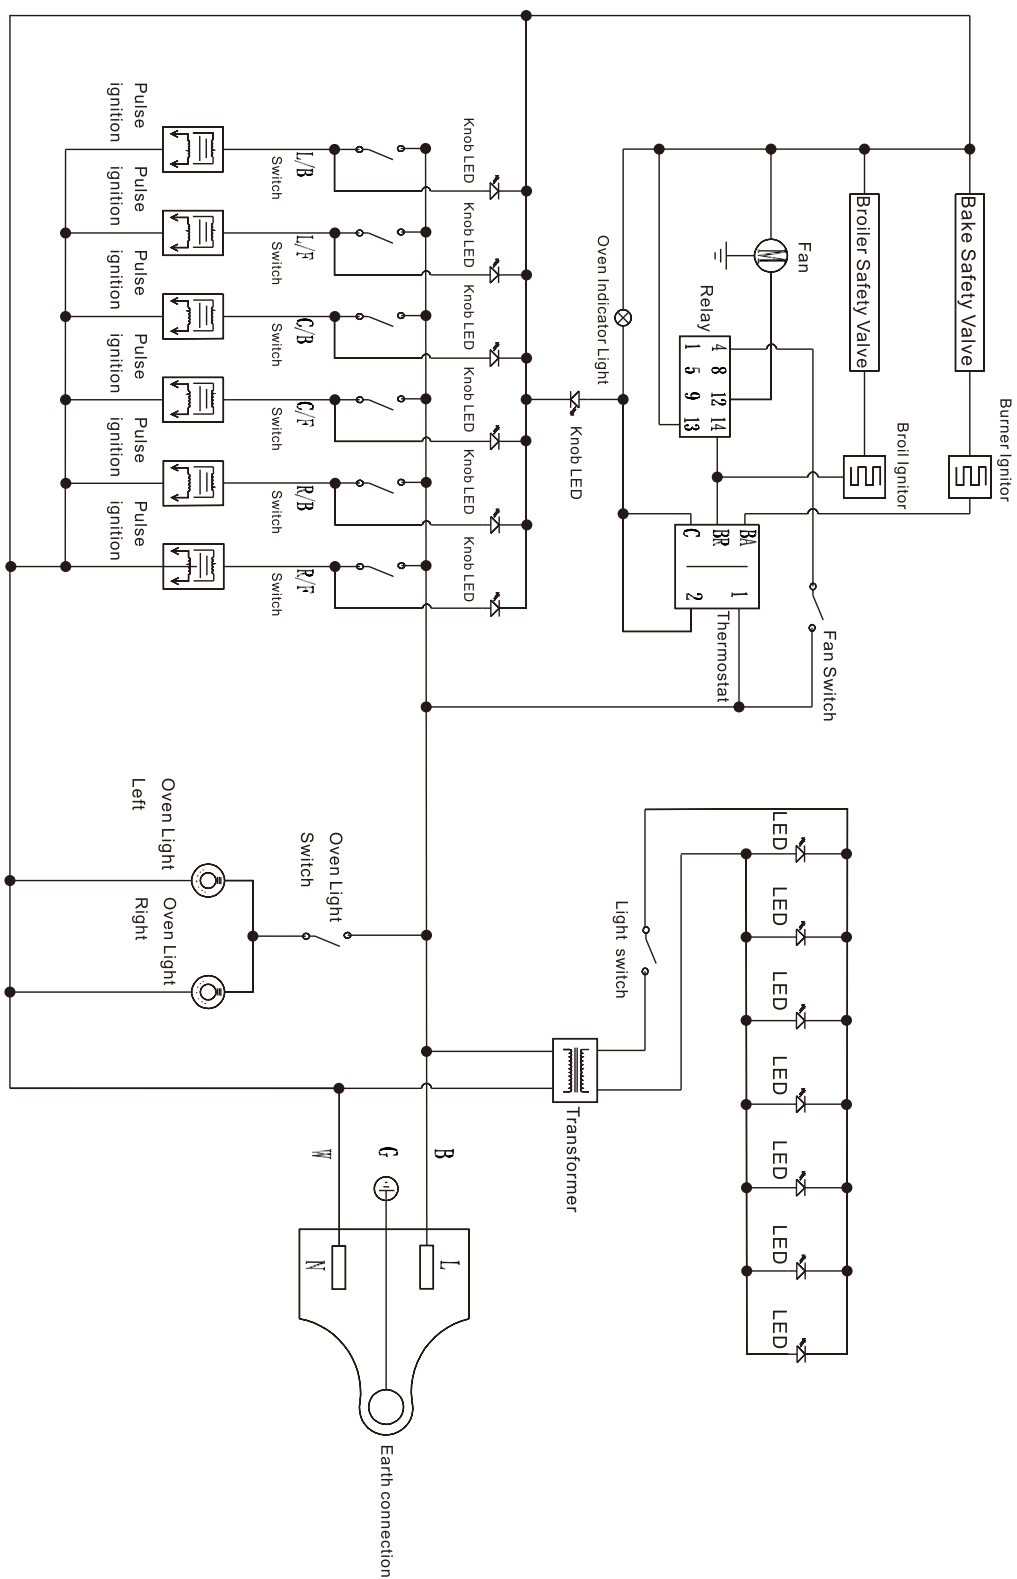 Burner Ignitor
Bake Safety Valve
Broil Ignitor
Broiler Safety Valve
Fan
M
Fan Switch
Relay
4 8 12 14
1 5 9 13
BA
BR
C
1
2
Thermostat
Oven Indicator Light
Knob LED
Knob LED
Knob LED
Knob LED
Knob LED
Knob LED
Knob LED
L/B
Switch
L/F
Switch
C/B
Switch
C/F
Switch
R/B
Switch
R/F
Switch
Pulse
ignition
Pulse
ignition
Pulse
ignition
Pulse
ignition
Pulse
ignition
Pulse
ignition
LED
LED
LED
LED
LED
LED
LED
Light switch
Transformer
Oven Light
Switch
Oven Light
Left
Oven Light
Right
B
G
W
L
N
Earth connection